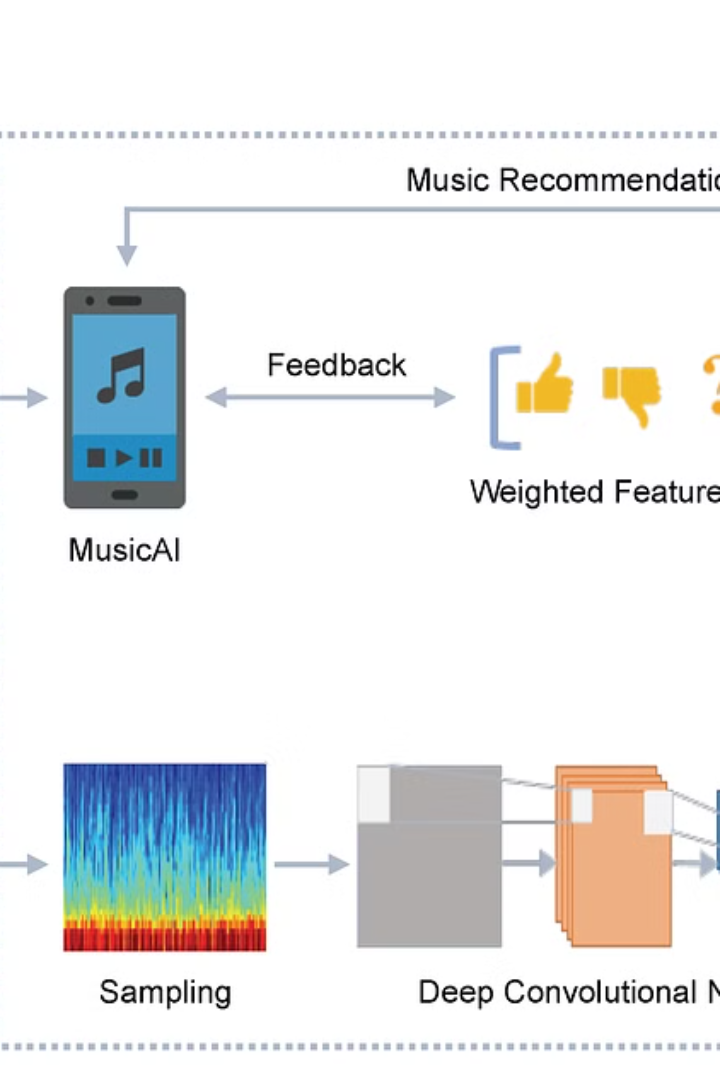 Music Recommendatio
Feedback
Weighted Feature
MusicAI
Sampling
Deep Convolutional N